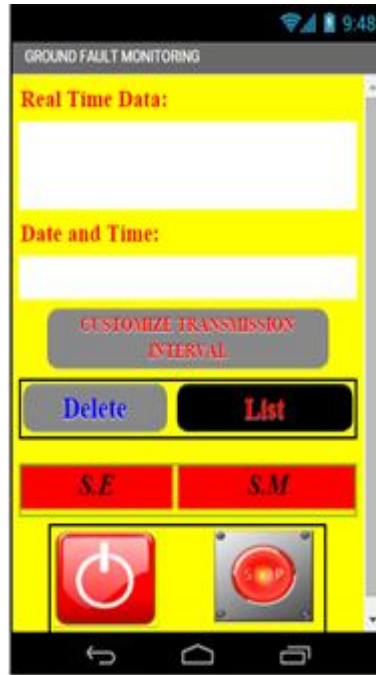 9:48
GROUND FAULT MONITORING
Real Time Data:
Date and Time:
CUSTOMIZE TRANSMISSION
INTERVAL
Delete
List
S.E
S.M
STOP